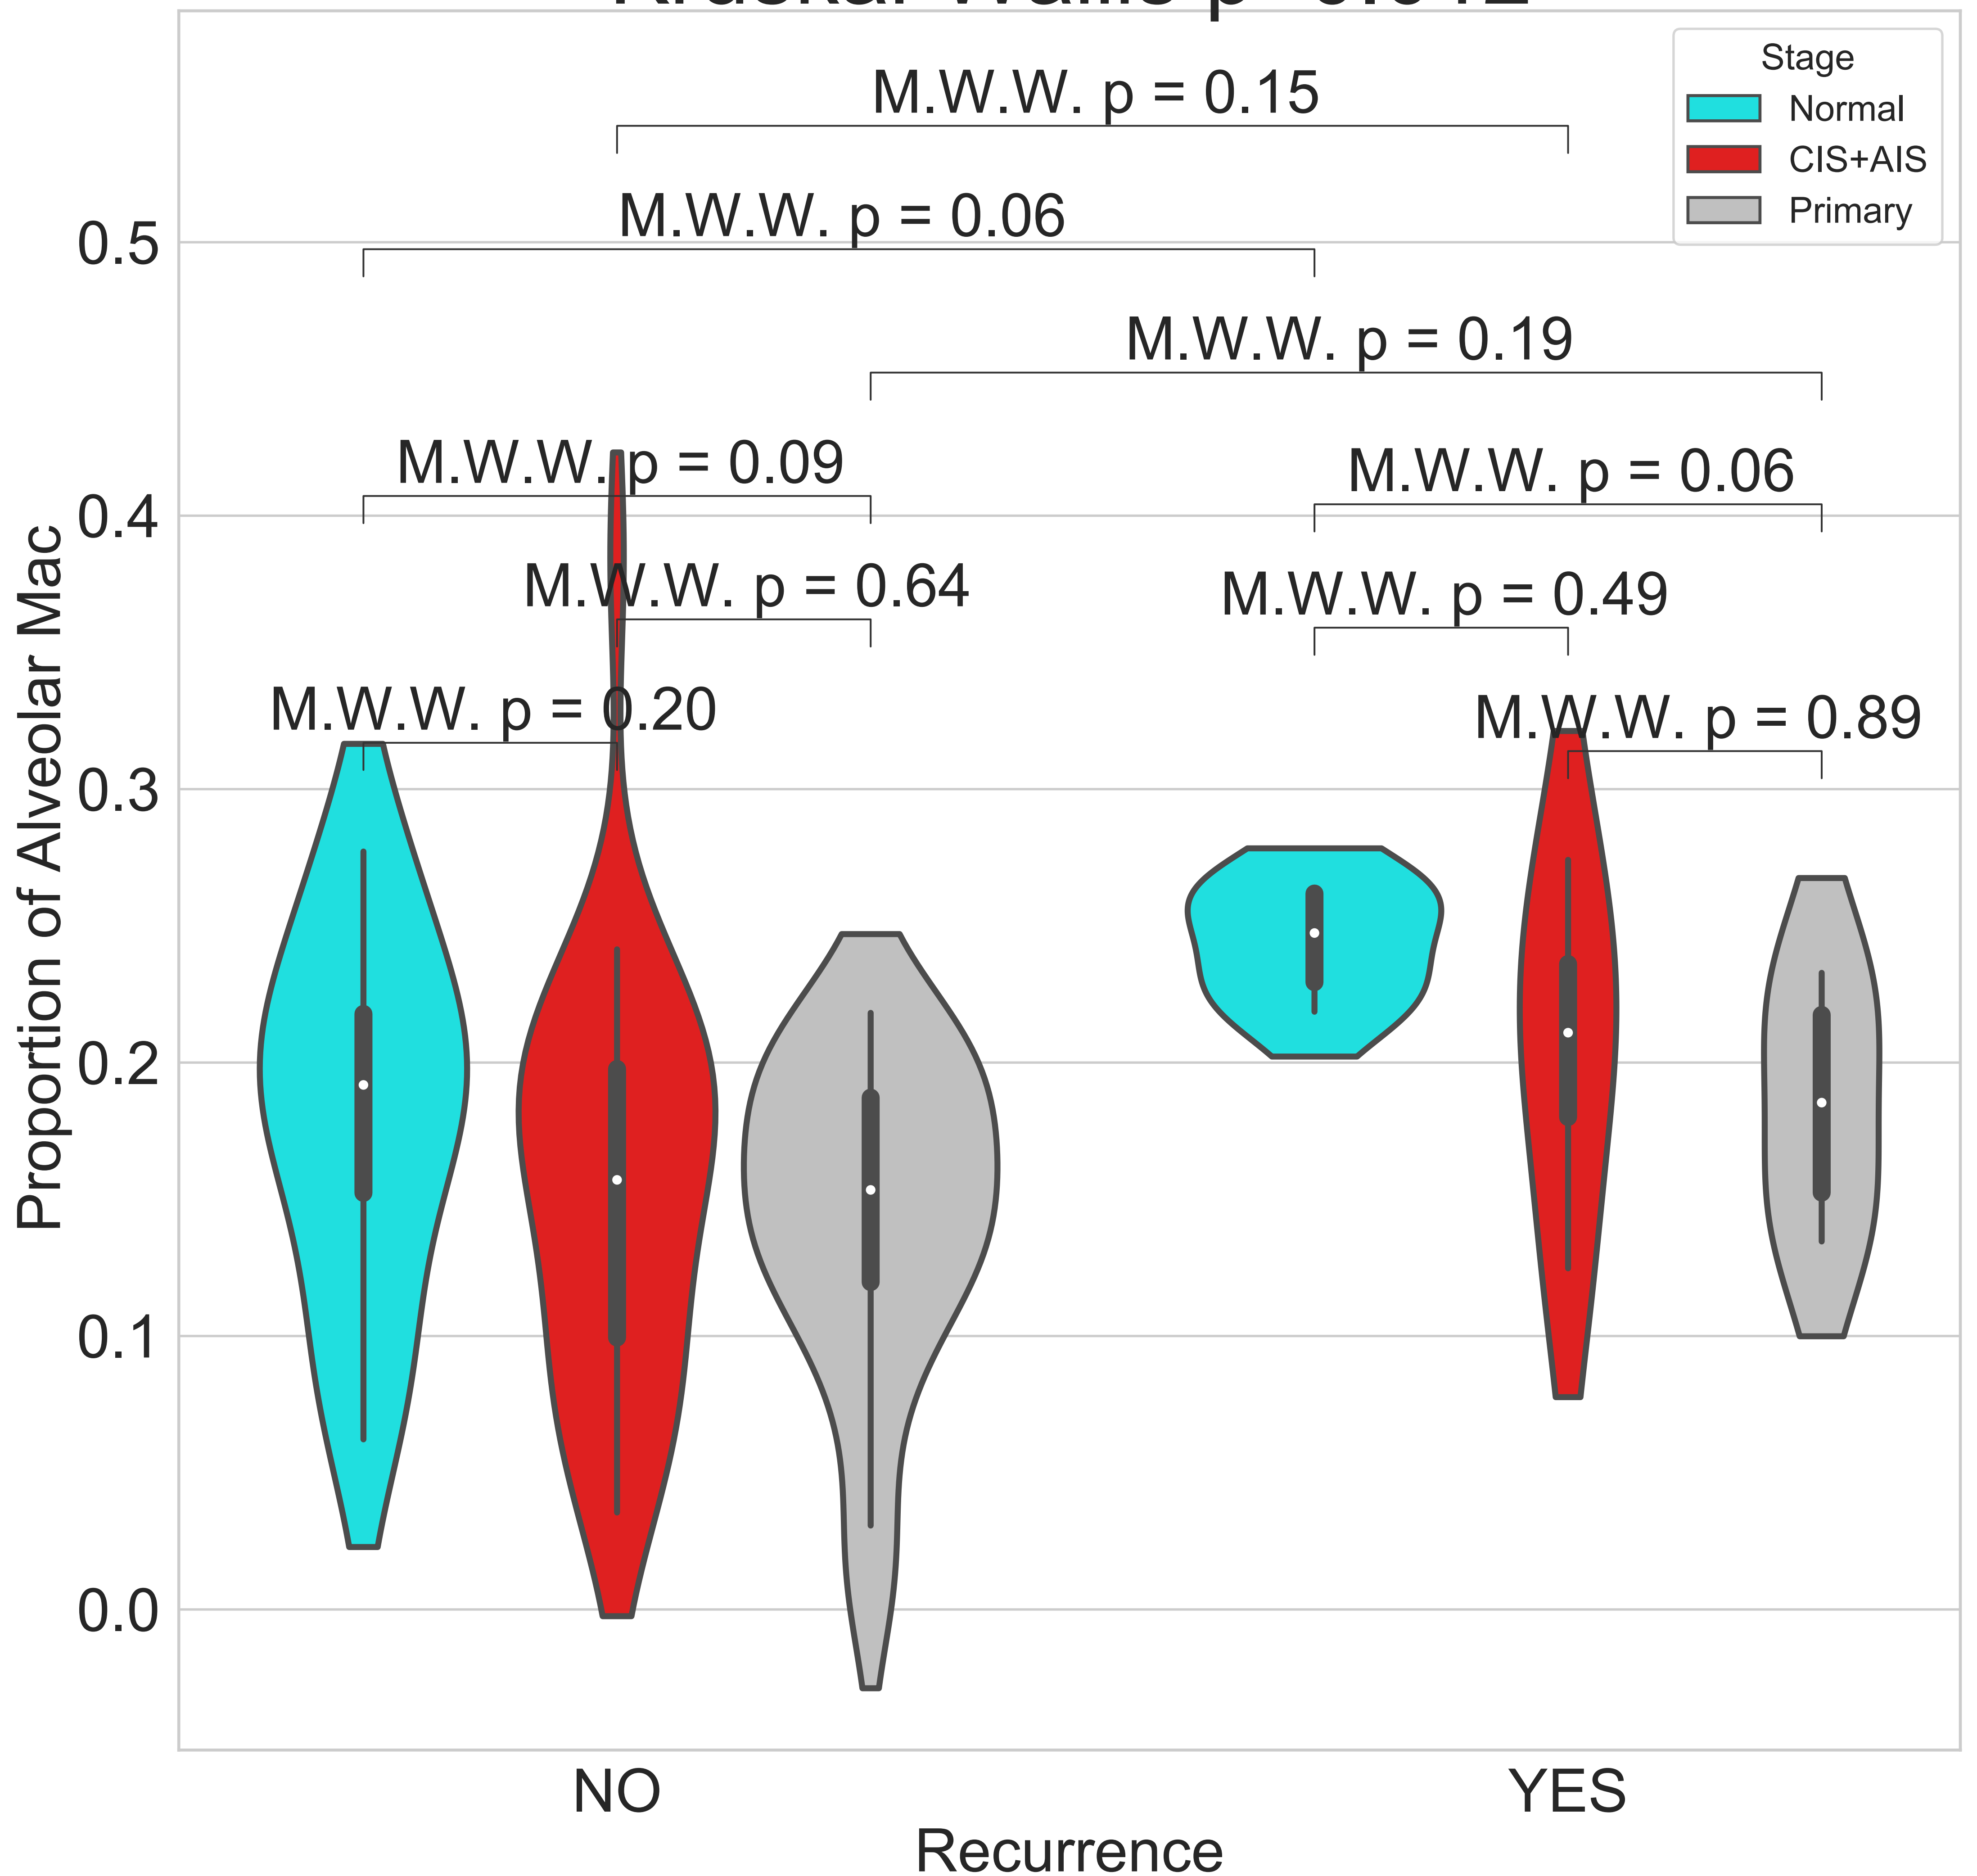 Stage
Normal
CIS+AIS
Primary
M.W.W. p = 0.15
M.W.W. p = 0.06
M.W.W. p = 0.19
M.W.W. p = 0.09
M.W.W. p = 0.06
M.W.W. p = 0.64
M.W.W. p = 0.49
M.W.W. p = 0.20
M.W.W. p = 0.89
Proportion of Alveolar Mac
0.5
0.4
0.3
0.2
0.1
0.0
NO
YES
Recurrence